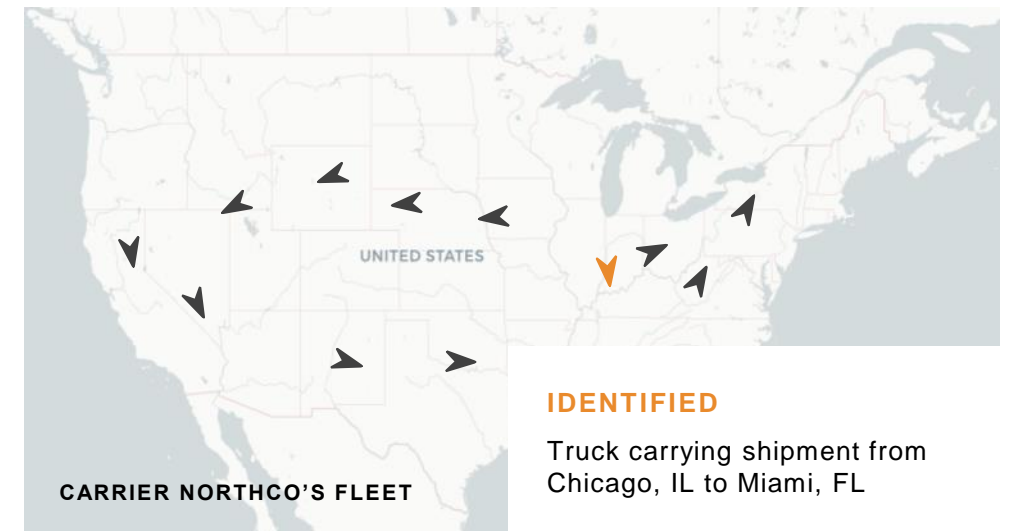 UNITED STATES
IDENTIFIED
Truck carrying shipment from
Chicago, IL to Miami, FL
CARRIER NORTHCO’S FLEET